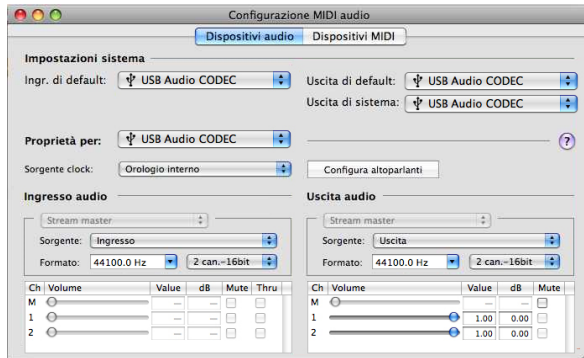 Configurazione MIDI audio
Dispositivi audio Dispositivi MIDI
Impostazioni sistema
Ingr. di default: USB Audio CODEC
Uscita di default: USB Audio CODEC
Uscita di sistema: USB Audio CODEC
Proprietà per: USB Audio CODEC
?
Sorgente clock: Orologio interno
Configura altoparlanti
Ingresso audio
Stream master
Sorgente: Ingresso
Formato: 44100.0 Hz 2 can.-16bit
Ch Volume Value dB Mute Thru
M — —
1 — —
2 — —
Uscita audio
Stream master
Sorgente: Uscita
Formato: 44100.0 Hz 2 can.-16bit
Ch Volume Value dB Mute
M — —
1 1.00 0.00
2 1.00 0.00